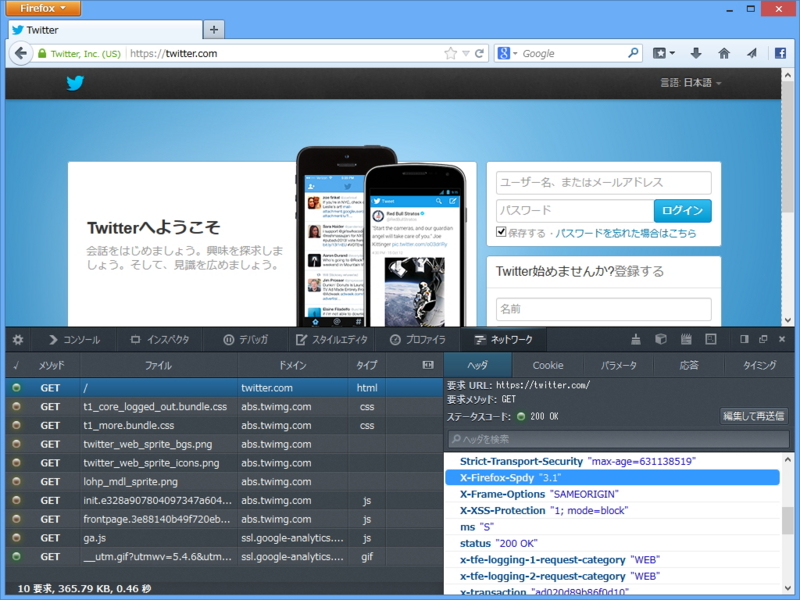 Firefox
Twitter
Twitter, Inc. (US)
https://twitter.com
Google
言語: 日本語
Twitterへようこそ
会話をはじめましょう。興味を探求しま
しょう。そして、見識を広めましょう。
Red Bull Stratos
"Start the cameras, and our guardian
angel will take care of you." Joe
Kittinger
ユーザー名、またはメールアドレス
パスワード
ログイン
保存する · パスワードを忘れた場合はこちら
Twitter始めませんか?登録する
名前
コンソール
インスペクタ
デバッガ
スタイルエディタ
プロファイラ
ネットワーク
√ メソッド ファイル ドメイン タイプ
GET / twitter.com html
GET t1_core_logged_out.bundle.css abs.twimg.com css
GET t1_more.bundle.css abs.twimg.com css
GET twitter_web_sprite_bgs.png abs.twimg.com
GET twitter_web_sprite_icons.png abs.twimg.com
GET lohp_mdl_sprite.png abs.twimg.com
GET init.e328a907804097347a604... abs.twimg.com js
GET frontpage.3e88140b49f720eb... abs.twimg.com js
GET ga.js ssl.google-analytics.... js
GET __utm.gif?utmwv=5.4.6&utm... ssl.google-analytics.... gif
10 要求, 365.79 KB, 0.46 秒
ヘッダ Cookie パラメータ 応答 タイミング
要求 URL: https://twitter.com/
要求メソッド: GET
ステータスコード: 200 OK
編集して再送信
ヘッダを検索
Strict-Transport-Security "max-age=631138519"
X-Firefox-Spdy "3.1"
X-Frame-Options "SAMEORIGIN"
X-XSS-Protection "1; mode=block"
ms "S"
status "200 OK"
x-tfe-logging-1-request-category "WEB"
x-tfe-logging-2-request-category "WEB"
x-transaction "ad020d89b86f0d10"